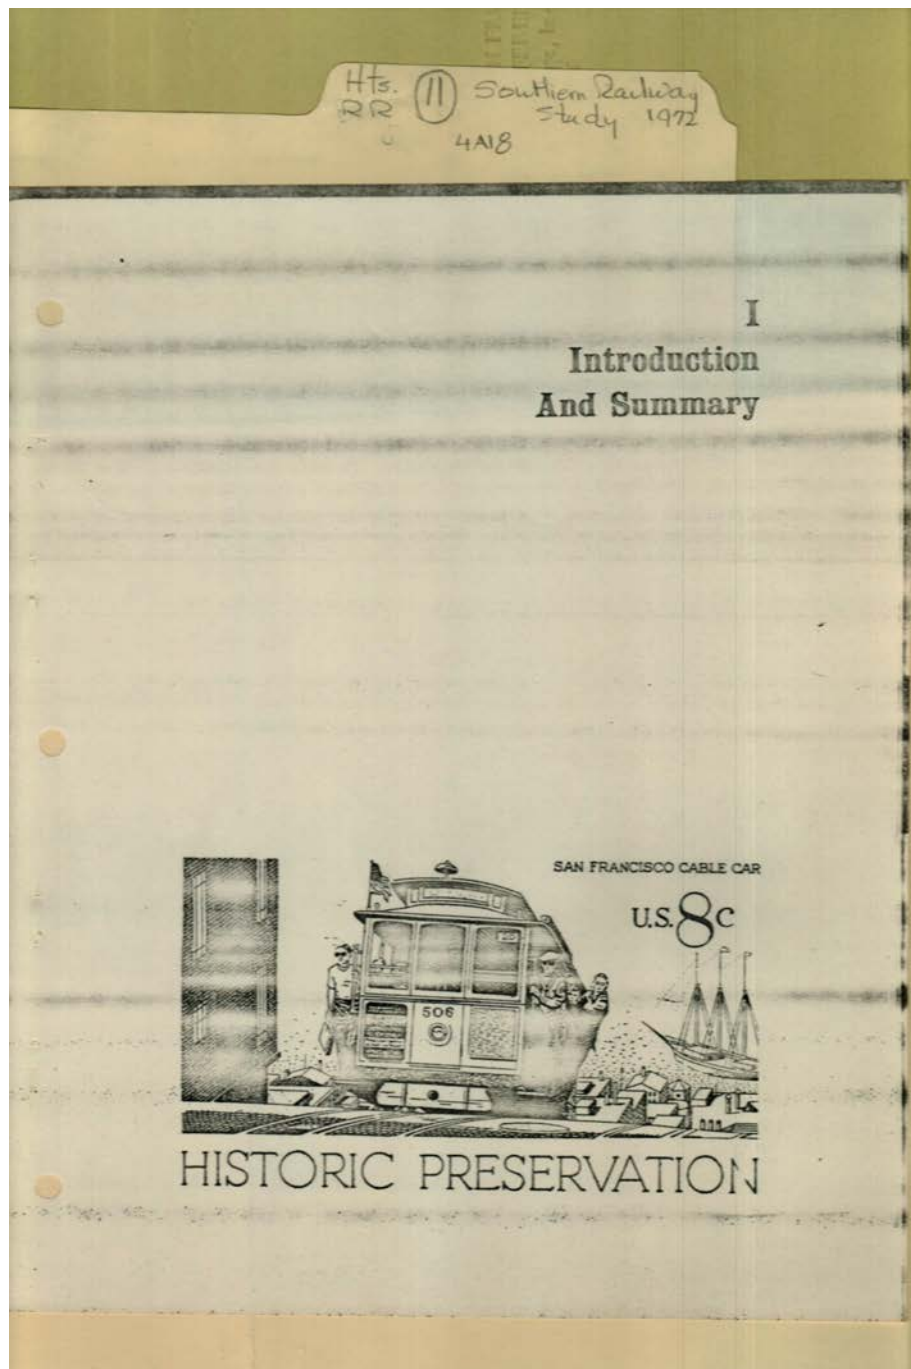 Hts. (11) Southern Railway
RR Study 1972
4A18
I
Introduction
And Summary
SAN FRANCISCO CABLE CAR
U.S. 8c
506
HISTORIC PRESERVATION